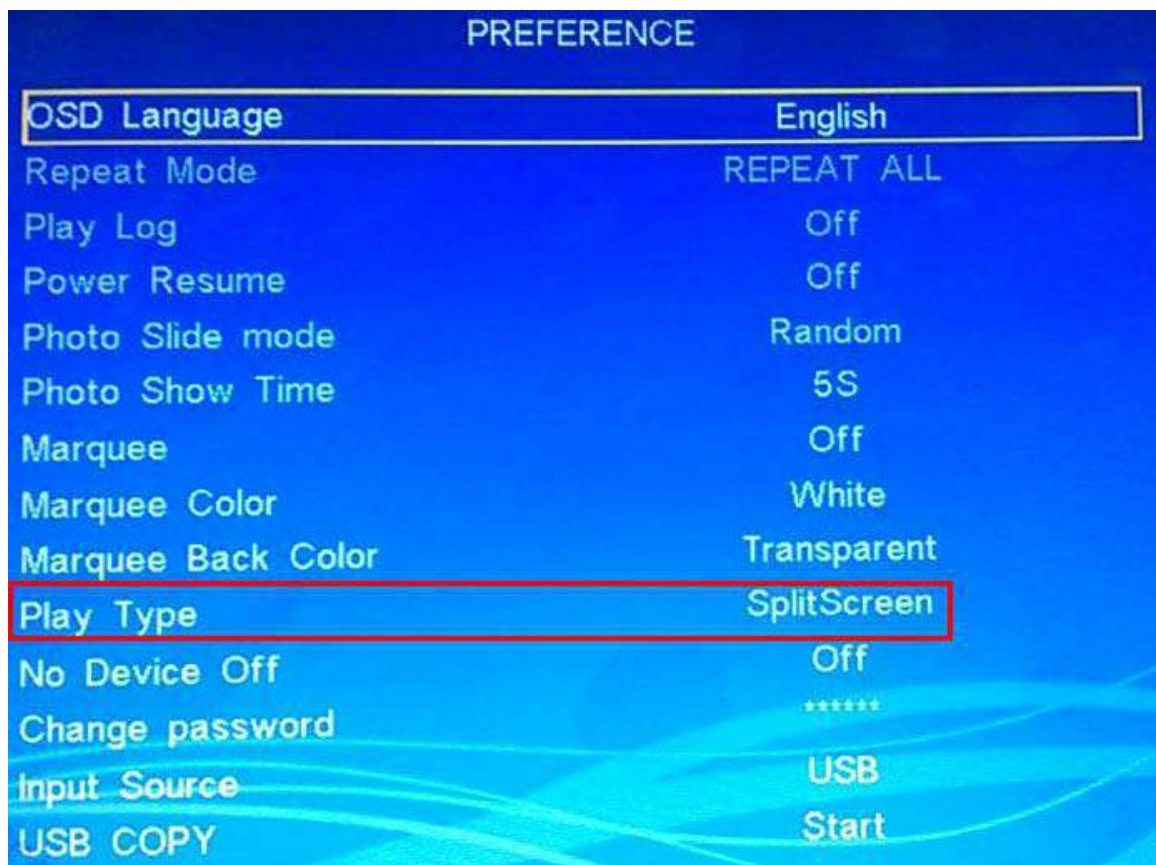 PREFERENCE
OSD Language English
Repeat Mode REPEAT ALL
Play Log Off
Power Resume Off
Photo Slide mode Random
Photo Show Time 5S
Marquee Off
Marquee Color White
Marquee Back Color Transparent
Play Type SplitScreen
No Device Off Off
Change password ******
Input Source USB
USB COPY Start